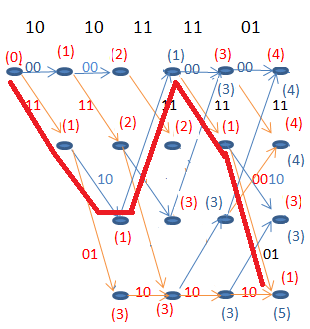 10 10 11 11 01
(0) (1) (2) (1) (3) (4)
00 00 00 00
(3) (4)
11 11 11 11 11
(1) (2) (2) (1) (4)
(4)
10 00 10
(3) (3) (3)
(1) (3)
01 01
(1)
10 10 10
(3) (3) (3) (5)